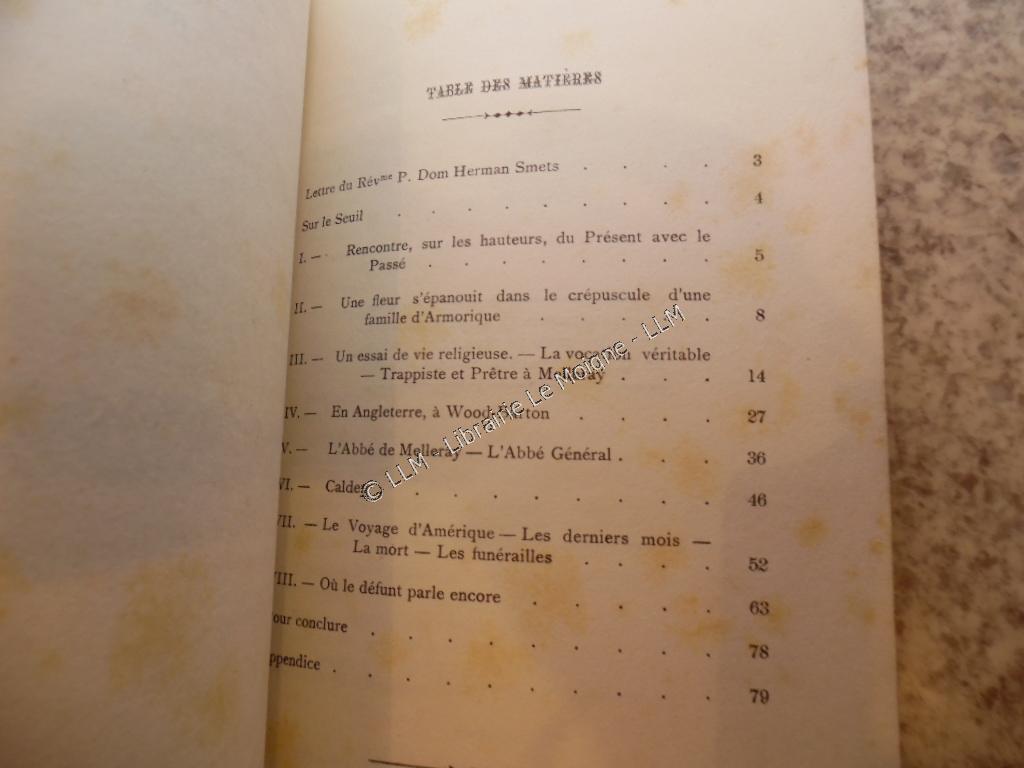 TABLE DES MATIÈRES
Lettre du Révme P. Dom Herman Smets . . . . 3
Sur le Seuil . . . . . . . . . 4
I. — Rencontre, sur les hauteurs, du Présent avec le
Passé . . . . . . . . 5
II. — Une fleur s'épanouit dans le crépuscule d'une
famille d'Armorique . . . . . 8
III. — Un essai de vie religieuse. — La vocation véritable
— Trappiste et Prêtre à Melleray . . . 14
IV. — En Angleterre, à Wood-Barton . . . . 27
V. — L'Abbé de Melleray — L'Abbé Général . . . 36
VI. — Caldey . . . . . . . . 46
VII. — Le Voyage d'Amérique — Les derniers mois —
La mort — Les funérailles . . . . 52
VIII. — Où le défunt parle encore . . . . . 63
our conclure . . . . . . . . . 78
ppendice . . . . . . . . . . 79
© LLM - Librairie Le Moigne - LLM